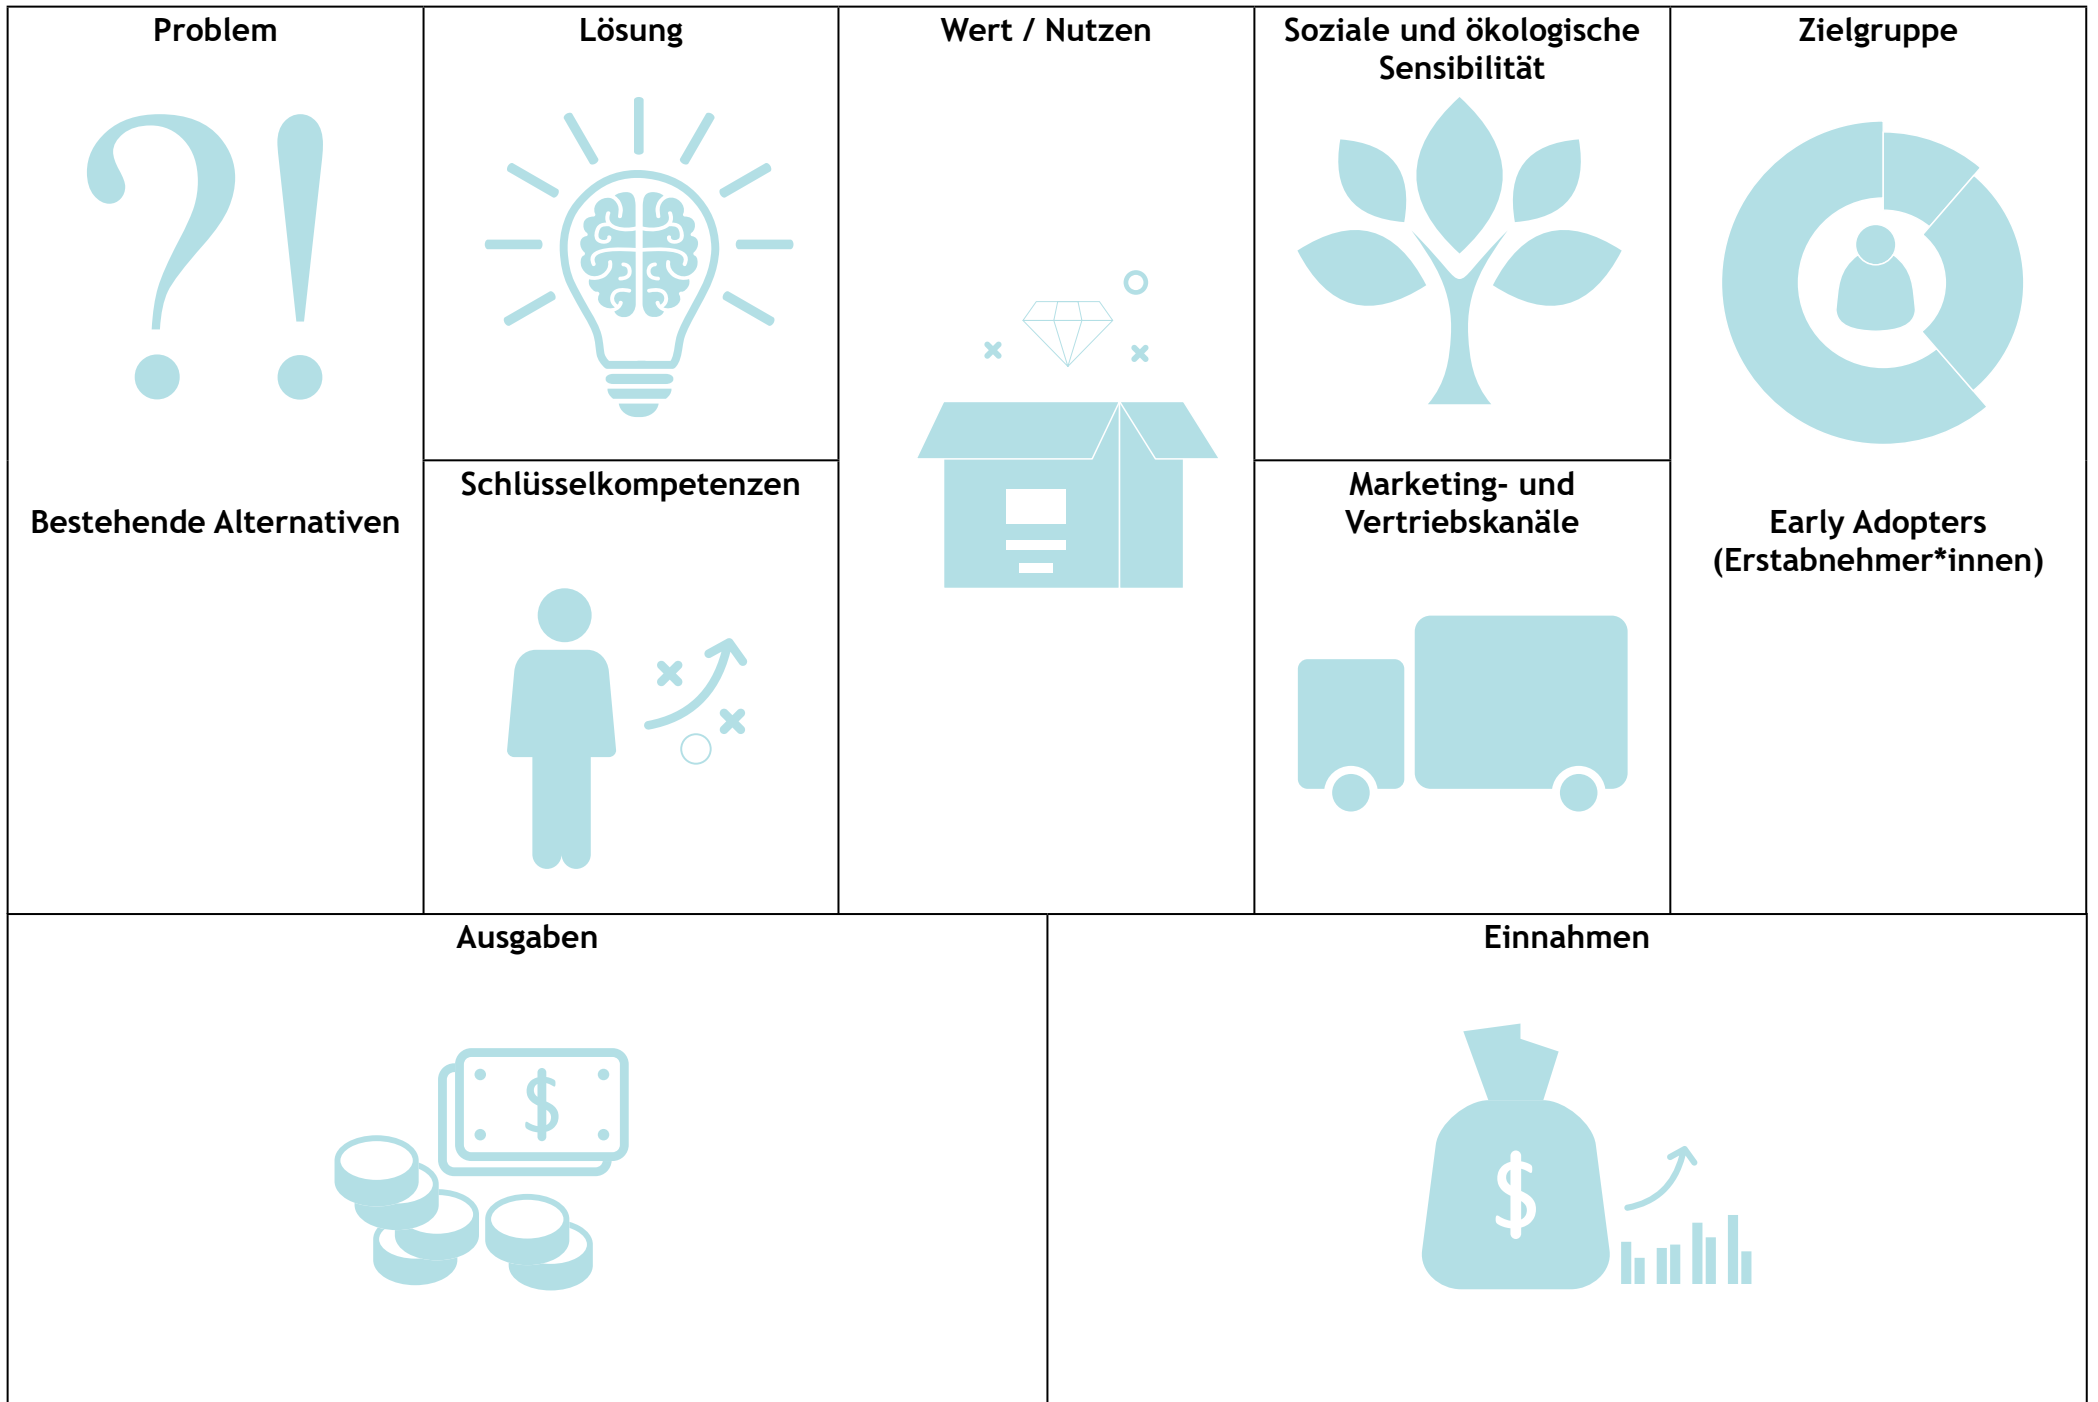 Problem
Bestehende Alternativen
Lösung
Schlüsselkompetenzen
Wert / Nutzen
Soziale und ökologische
Sensibilität
Marketing- und
Vertriebskanäle
Zielgruppe
Early Adopters
(Erstabnehmer*innen)
Ausgaben
$
Einnahmen
$